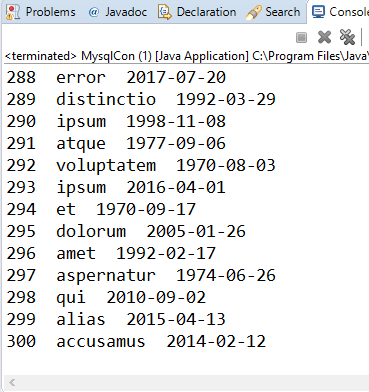 Problems @ Javadoc Declaration Search Conso
<terminated> MysqlCon (1) [Java Application] C:\Program Files\Java\
288 error 2017-07-20
289 distinctio 1992-03-29
290 ipsum 1998-11-08
291 atque 1977-09-06
292 voluptatem 1970-08-03
293 ipsum 2016-04-01
294 et 1970-09-17
295 dolorum 2005-01-26
296 amet 1992-02-17
297 aspernatur 1974-06-26
298 qui 2010-09-02
299 alias 2015-04-13
300 accusamus 2014-02-12